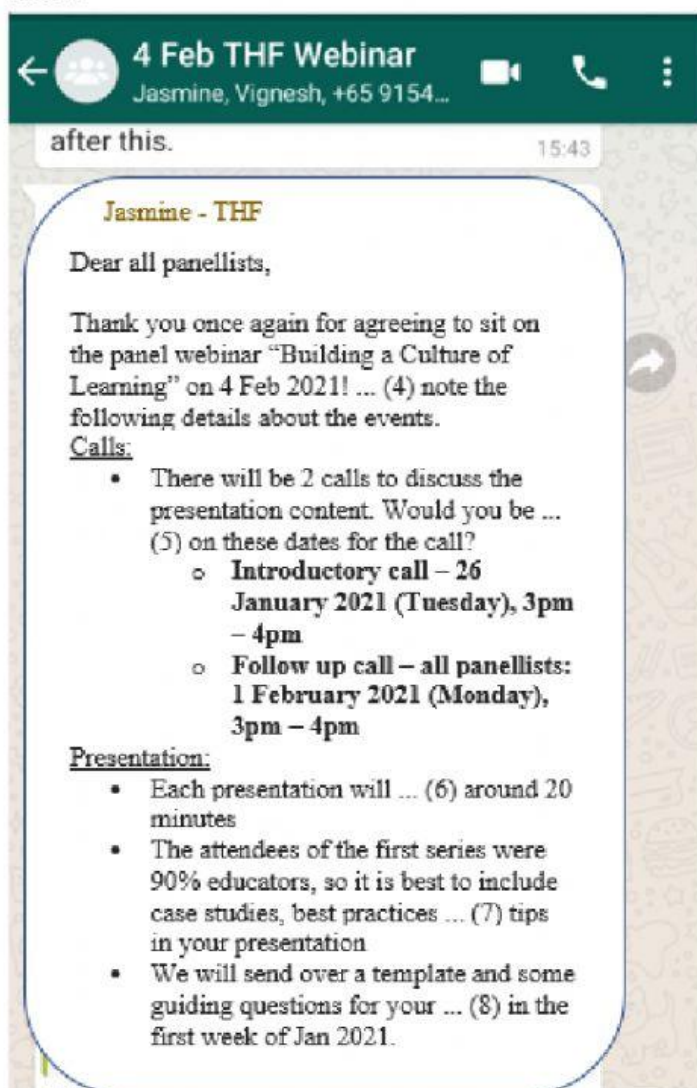 4 Feb THF Webinar
Jasmine, Vignesh, +65 9154...
after this.
15:43
Jasmine - THF
Dear all panellists,
Thank you once again for agreeing to sit on
the panel webinar “Building a Culture of
Learning” on 4 Feb 2021! ... (4) note the
following details about the events.
Calls:
• There will be 2 calls to discuss the
presentation content. Would you be ...
(5) on these dates for the call?
o Introductory call – 26
January 2021 (Tuesday), 3pm
– 4pm
o Follow up call – all panellists:
1 February 2021 (Monday),
3pm – 4pm
Presentation:
• Each presentation will ... (6) around 20
minutes
• The attendees of the first series were
90% educators, so it is best to include
case studies, best practices ... (7) tips
in your presentation
• We will send over a template and some
guiding questions for your ... (8) in the
first week of Jan 2021.